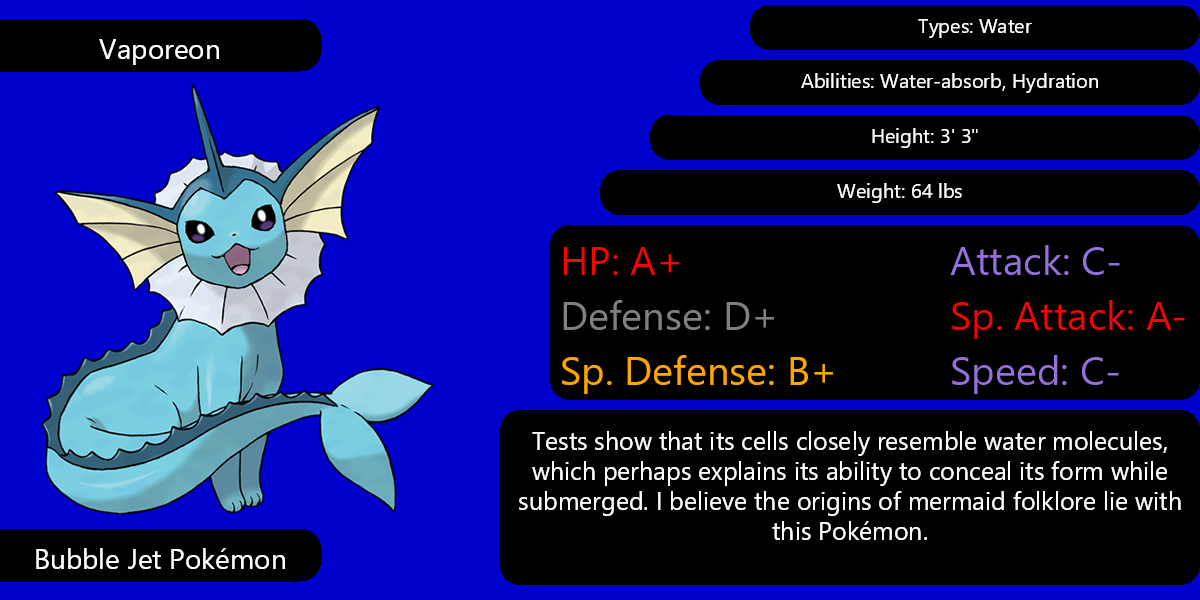 Vaporeon
Bubble Jet Pokémon
Types: Water
Abilities: Water-absorb, Hydration
Height: 3' 3"
Weight: 64 lbs
HP: A+ Attack: C-
Defense: D+ Sp. Attack: A-
Sp. Defense: B+ Speed: C-
Tests show that its cells closely resemble water molecules,
which perhaps explains its ability to conceal its form while
submerged. I believe the origins of mermaid folklore lie with
this Pokémon.